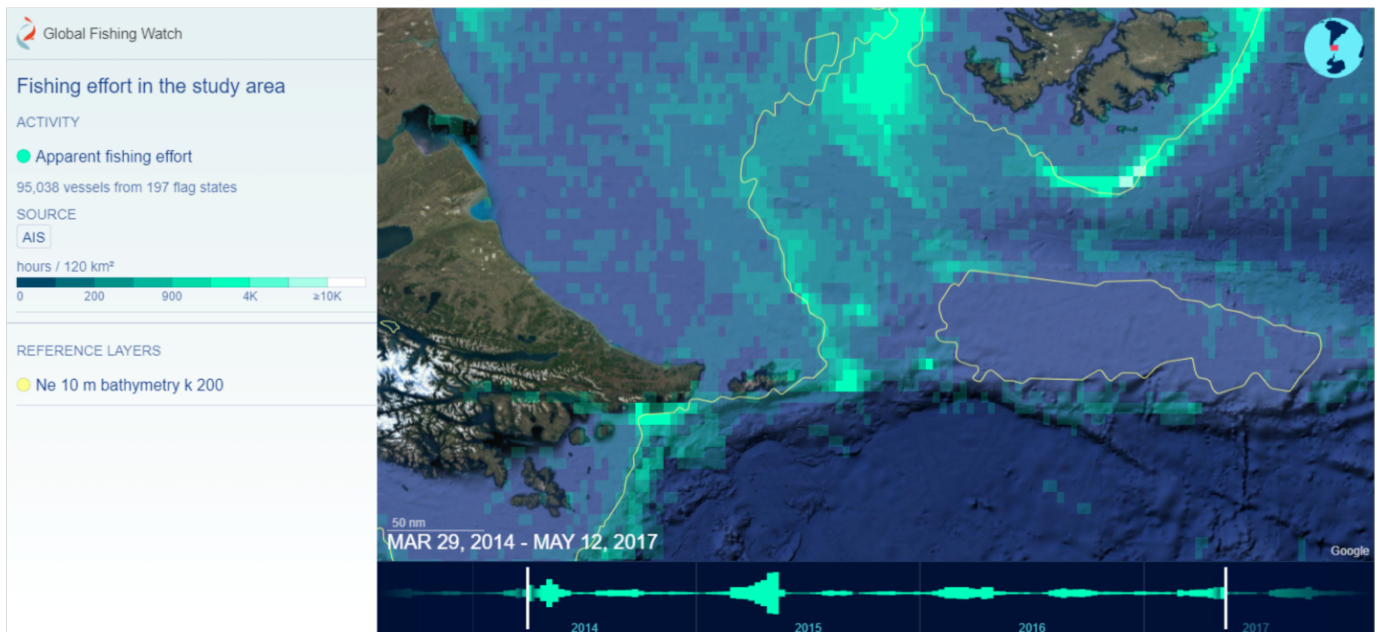 Global Fishing Watch
Fishing effort in the study area
ACTIVITY
Apparent fishing effort
95,038 vessels from 197 flag states
SOURCE
AIS
hours / 120 km²
0 200 900 4K ≥10K
REFERENCE LAYERS
Ne 10 m bathymetry k 200
50 nm
MAR 29, 2014 - MAY 12, 2017
Google
2014 2015 2016 2017